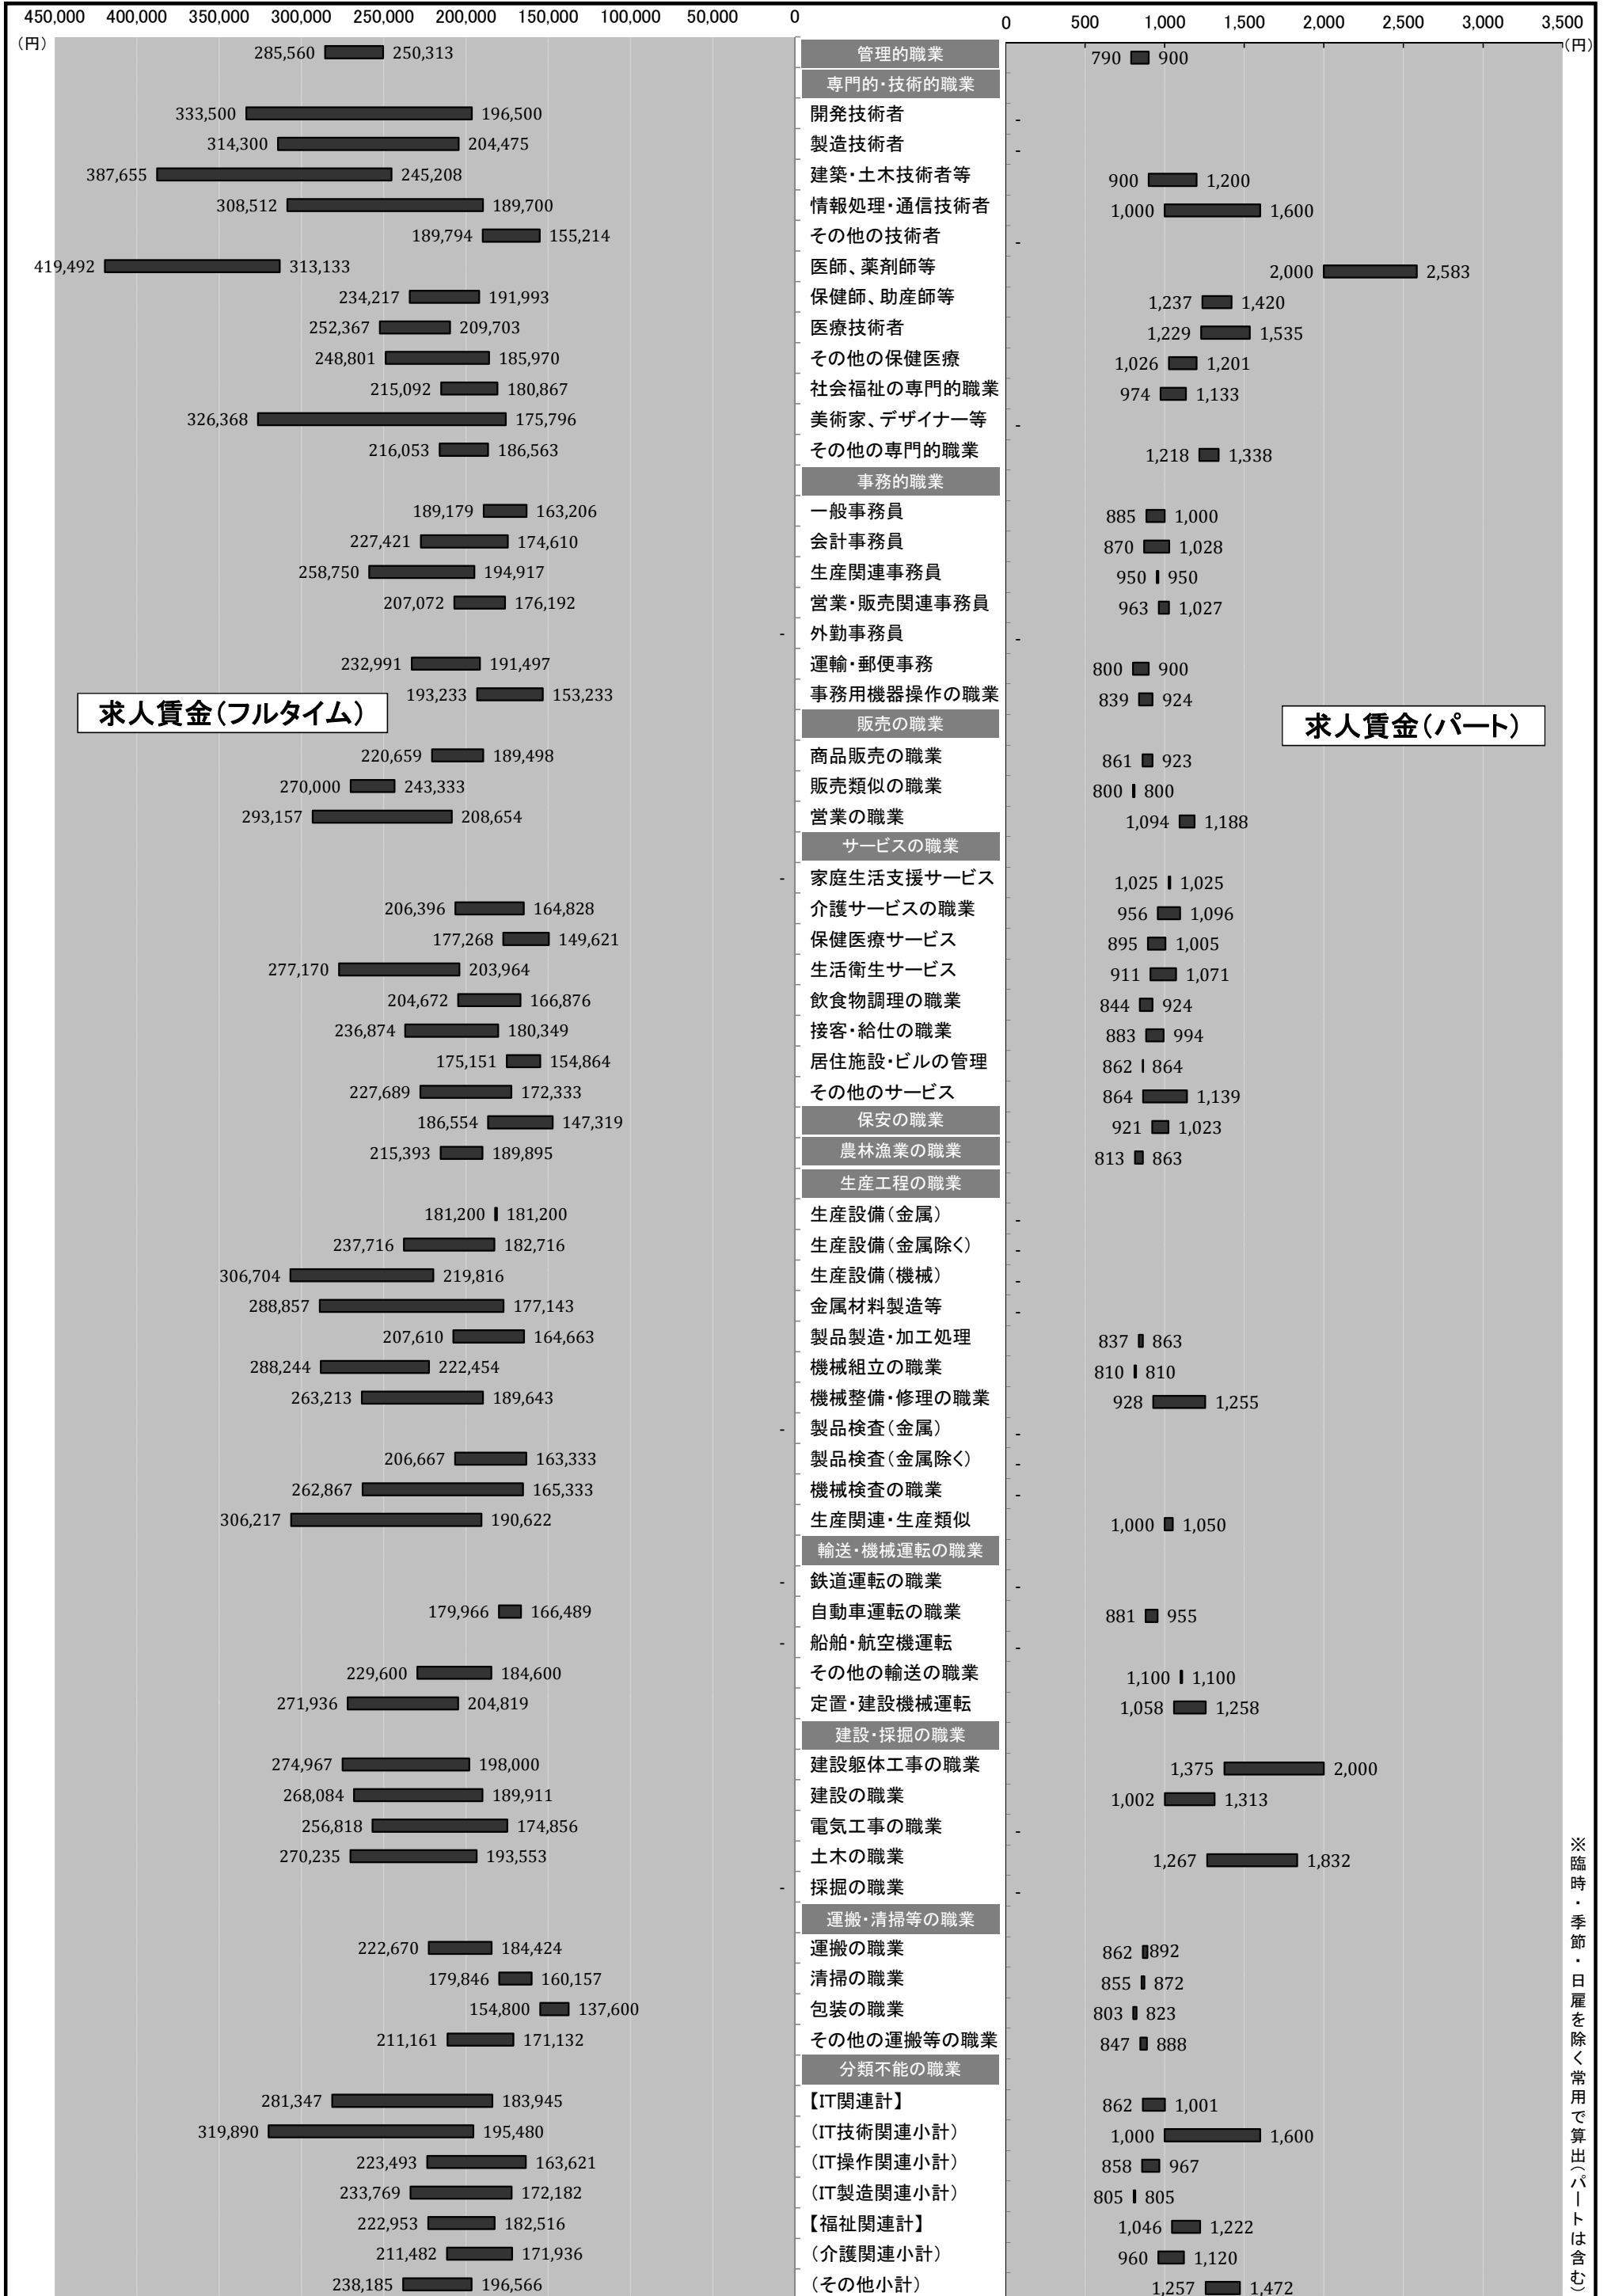 450,000 400,000 350,000 300,000 250,000 200,000 150,000 100,000 50,000 0 0 500 1,000 1,500 2,000 2,500 3,000 3,500
(円) (円)
285,560 250,313 管理的職業 790 900
専門的・技術的職業
333,500 196,500 開発技術者 -
314,300 204,475 製造技術者 -
387,655 245,208 建築・土木技術者等 900 1,200
308,512 189,700 情報処理・通信技術者 1,000 1,600
189,794 155,214 その他の技術者 -
419,492 313,133 医師、薬剤師等 2,000 2,583
234,217 191,993 保健師、助産師等 1,237 1,420
252,367 209,703 医療技術者 1,229 1,535
248,801 185,970 その他の保健医療 1,026 1,201
215,092 180,867 社会福祉の専門的職業 974 1,133
326,368 175,796 美術家、デザイナー等 -
216,053 186,563 その他の専門的職業 1,218 1,338
事務的職業
189,179 163,206 一般事務員 885 1,000
227,421 174,610 会計事務員 870 1,028
258,750 194,917 生産関連事務員 950 950
207,072 176,192 営業・販売関連事務員 963 1,027
- 外勤事務員 -
232,991 191,497 運輸・郵便事務 800 900
193,233 153,233 事務用機器操作の職業 839 924
求人賃金(フルタイム) 販売の職業 求人賃金(パート)
220,659 189,498 商品販売の職業 861 923
270,000 243,333 販売類似の職業 800 800
293,157 208,654 営業の職業 1,094 1,188
サービスの職業
- 家庭生活支援サービス 1,025 1,025
206,396 164,828 介護サービスの職業 956 1,096
177,268 149,621 保健医療サービス 895 1,005
277,170 203,964 生活衛生サービス 911 1,071
204,672 166,876 飲食物調理の職業 844 924
236,874 180,349 接客・給仕の職業 883 994
175,151 154,864 居住施設・ビルの管理 862 864
227,689 172,333 その他のサービス 864 1,139
186,554 147,319 保安の職業 921 1,023
215,393 189,895 農林漁業の職業 813 863
生産工程の職業
181,200 181,200 生産設備(金属) -
237,716 182,716 生産設備(金属除く) -
306,704 219,816 生産設備(機械) -
288,857 177,143 金属材料製造等 -
207,610 164,663 製品製造・加工処理 837 863
288,244 222,454 機械組立の職業 810 810
263,213 189,643 機械整備・修理の職業 928 1,255
- 製品検査(金属) -
206,667 163,333 製品検査(金属除く) -
262,867 165,333 機械検査の職業 -
306,217 190,622 生産関連・生産類似 1,000 1,050
輸送・機械運転の職業
- 鉄道運転の職業 -
179,966 166,489 自動車運転の職業 881 955
- 船舶・航空機運転 -
229,600 184,600 その他の輸送の職業 1,100 1,100
271,936 204,819 定置・建設機械運転 1,058 1,258
建設・採掘の職業
274,967 198,000 建設躯体工事の職業 1,375 2,000
268,084 189,911 建設の職業 1,002 1,313
256,818 174,856 電気工事の職業 -
270,235 193,553 土木の職業 1,267 1,832
- 採掘の職業 -
運搬・清掃等の職業
222,670 184,424 運搬の職業 862 892
179,846 160,157 清掃の職業 855 872
154,800 137,600 包装の職業 803 823
211,161 171,132 その他の運搬等の職業 847 888
分類不能の職業
281,347 183,945 【IT関連計】 862 1,001
319,890 195,480 (IT技術関連小計) 1,000 1,600
223,493 163,621 (IT操作関連小計) 858 967
233,769 172,182 (IT製造関連小計) 805 805
222,953 182,516 【福祉関連計】 1,046 1,222
211,482 171,936 (介護関連小計) 960 1,120
238,185 196,566 (その他小計) 1,257 1,472
※臨時・季節・日雇を除く常用で算出(パートは含む)